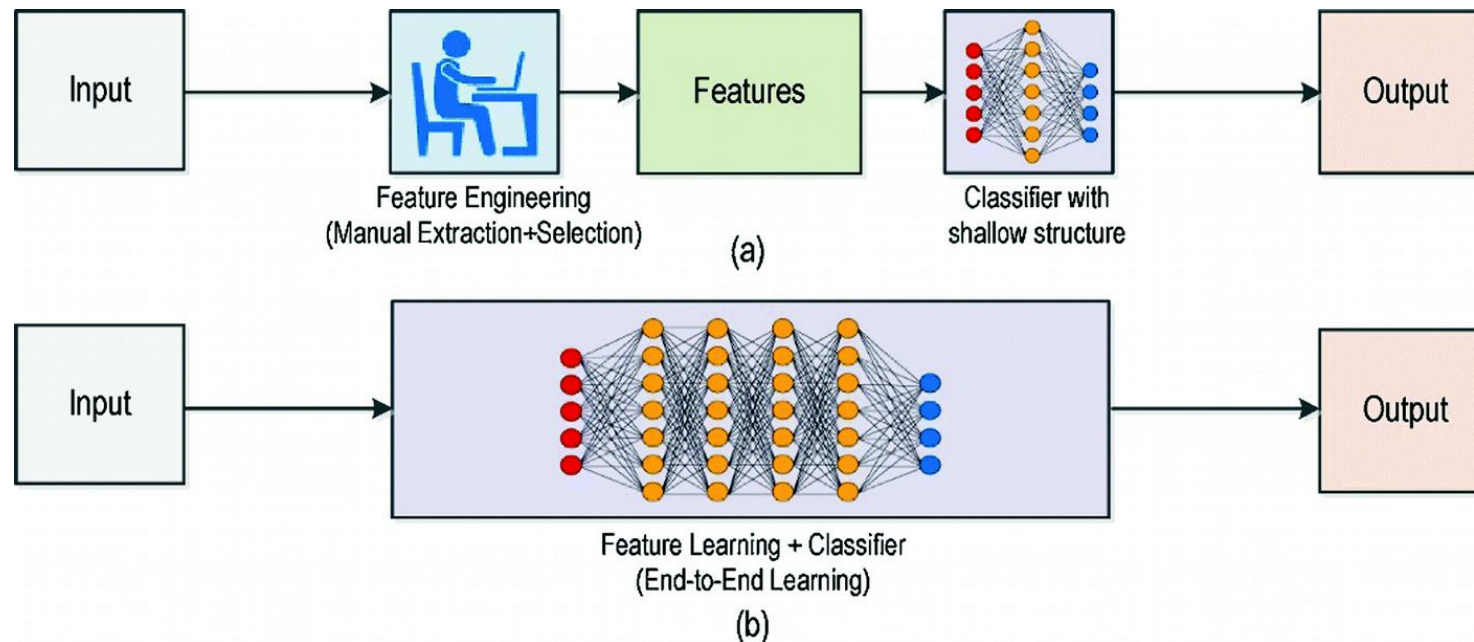 Input
Features
Output
Feature Engineering
(Manual Extraction+Selection)
Classifier with
shallow structure
(a)
Input
Output
Feature Learning + Classifier
(End-to-End Learning)
(b)